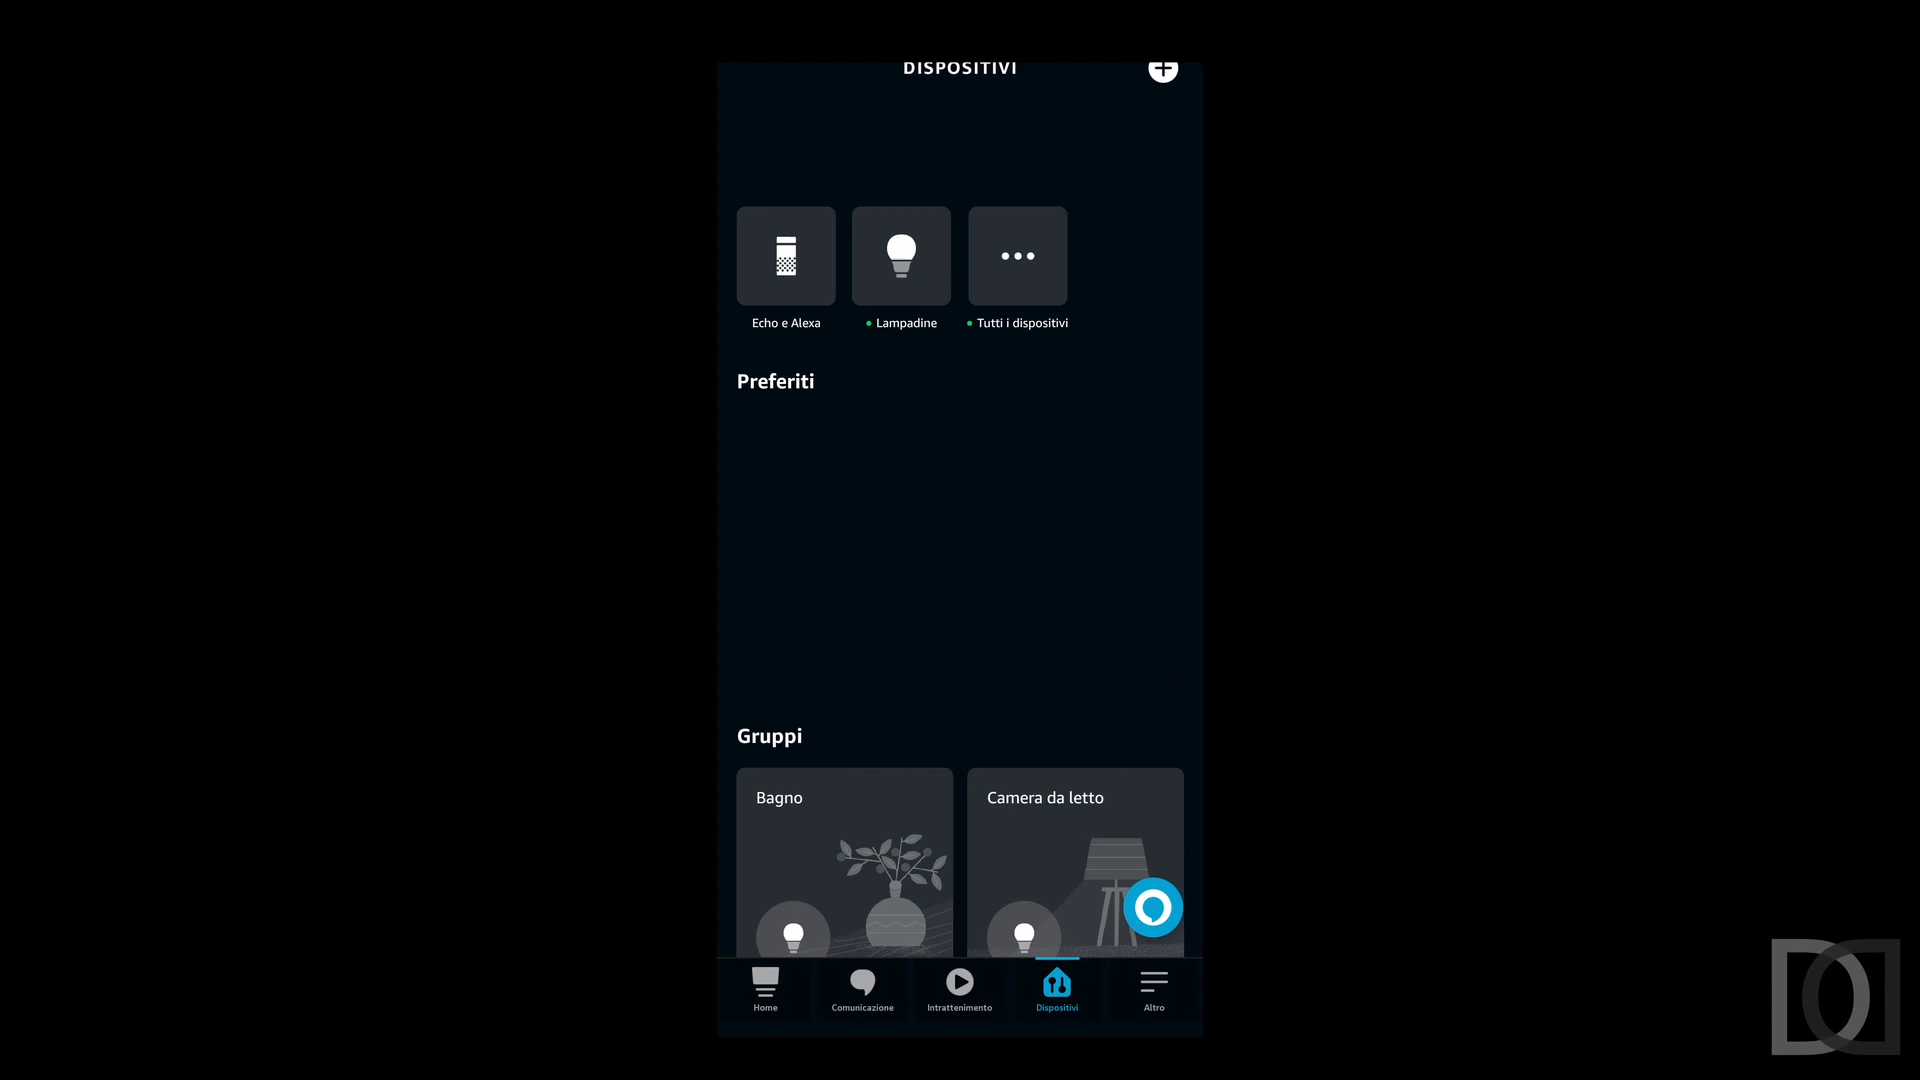 DISPOSITIVI
Echo e Alexa
Lampadine
Tutti i dispositivi
Preferiti
Gruppi
Bagno
Camera da letto
Home
Comunicazione
Intrattenimento
Dispositivi
Altro